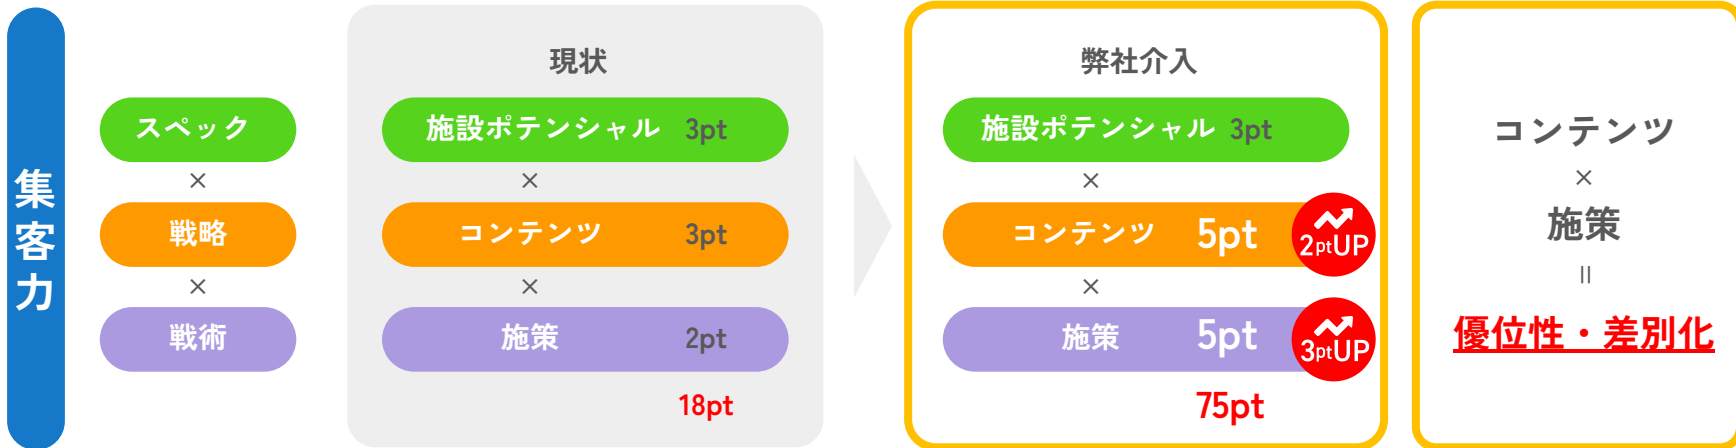 集客力
スペック
×
戦略
×
戦術
現状
施設ポテンシャル 3pt
×
コンテンツ 3pt
×
施策 2pt
18pt
弊社介入
施設ポテンシャル 3pt
×
コンテンツ 5pt
2ptUP
×
施策 5pt
3ptUP
75pt
コンテンツ
×
施策
=
優位性・差別化